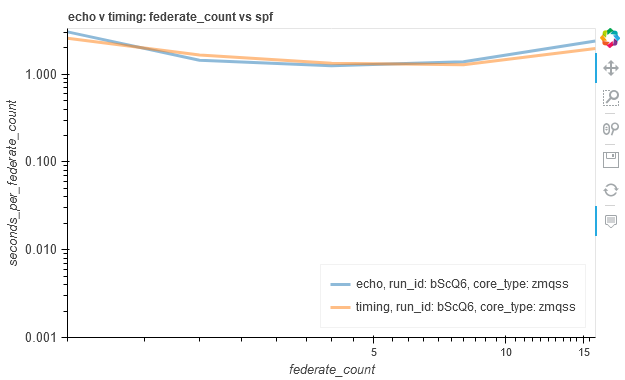 echo v timing: federate_count vs spf
1.000
0.100
0.010
0.001
seconds_per_federate_count
echo, run_id: bScQ6, core_type: zmqss
timing, run_id: bScQ6, core_type: zmqss
5
10
15
federate_count